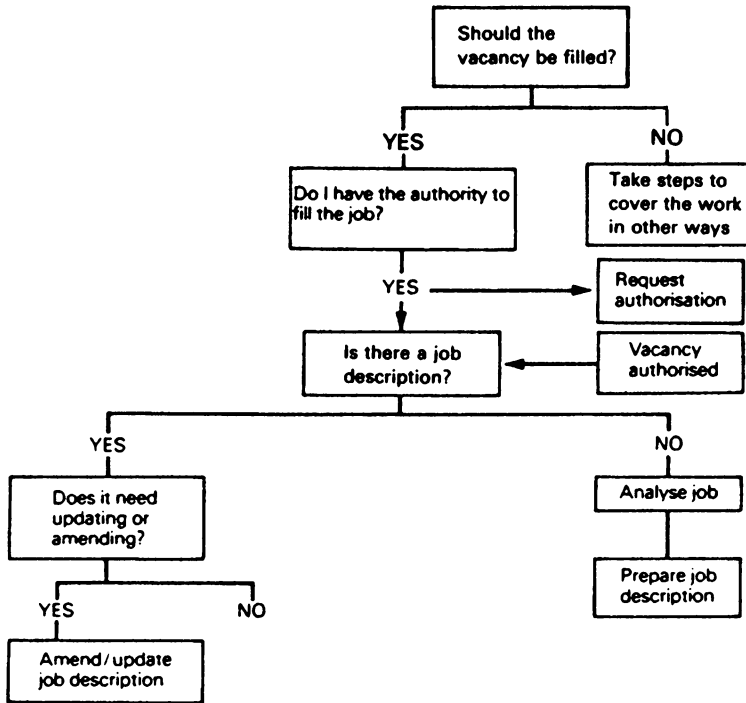 Should the
vacancy be filled?
YES
NO
Do I have the authority to
fill the job?
Take steps to
cover the work
in other ways
YES
Request
authorisation
Is there a job
description?
Vacancy
authorised
YES
NO
Does it need
updating or
amending?
Analyse job
Prepare job
description
YES
NO
Amend/update
job description